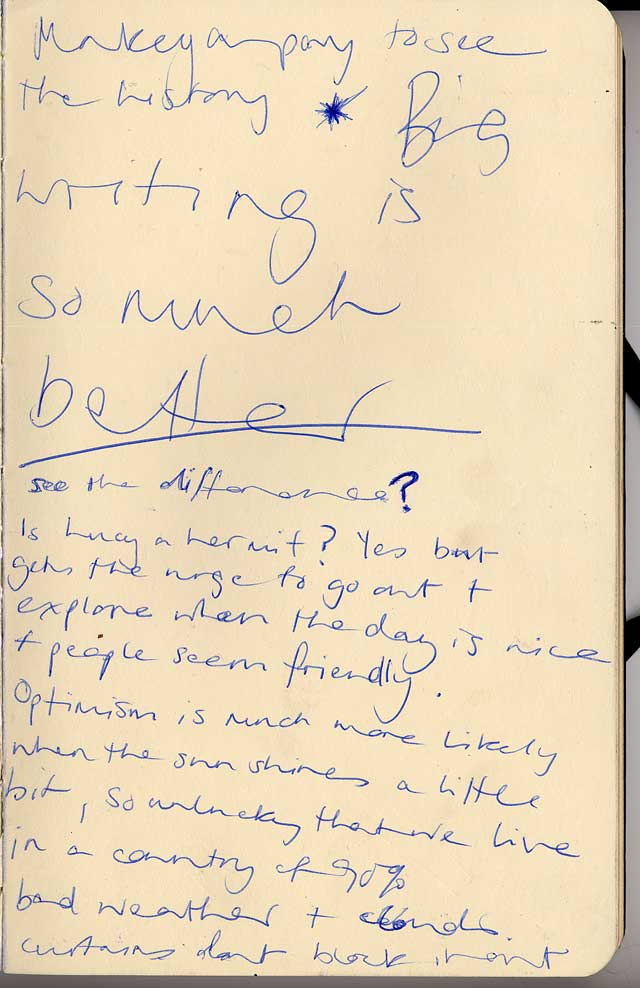 to see
the history * Big
writing is
so much
better
see the difference?
Is Lucy a hermit? Yes but
gets the urge to go out +
explore when the day is nice
+ people seem friendly.
Optimism is much more likely
when the sun shines a little
bit, so unlucky that we live
in a country of 90%
bad weather + clouds.
curtains dont block it out